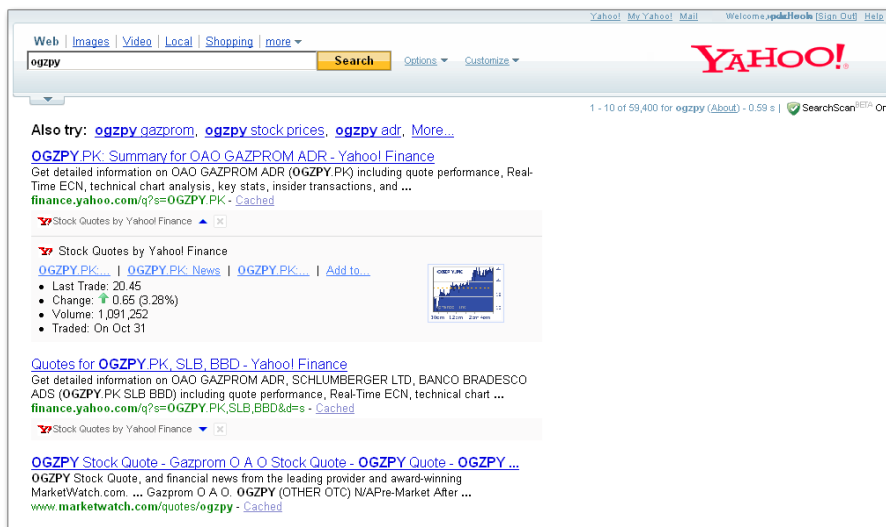 Yahoo! My Yahoo! Mail Welcome, [Sign Out] Help
Web | Images | Video | Local | Shopping | more
ogzpy Search Options Customize
YAHOO!
1 - 10 of 59,400 for ogzpy (About) - 0.59 s | SearchScan BETA On
Also try: ogzpy gazprom, ogzpy stock prices, ogzpy adr, More...
OGZPY.PK: Summary for OAO GAZPROM ADR - Yahoo! Finance
Get detailed information on OAO GAZPROM ADR (OGZPY.PK) including quote performance, Real-
Time ECN, technical chart analysis, key stats, insider transactions, and ...
finance.yahoo.com/q?s=OGZPY.PK - Cached
Y! Stock Quotes by Yahoo! Finance
Y! Stock Quotes by Yahoo! Finance
OGZPY.PK:... | OGZPY.PK: News | OGZPY.PK:... | Add to...
• Last Trade: 20.45
• Change: 0.65 (3.28%)
• Volume: 1,091,252
• Traded: On Oct 31
OGZPY.PK
10am 12pm 2pm 4pm
Quotes for OGZPY.PK, SLB, BBD - Yahoo! Finance
Get detailed information on OAO GAZPROM ADR, SCHLUMBERGER LTD, BANCO BRADESCO
ADS (OGZPY.PK SLB BBD) including quote performance, Real-Time ECN, technical chart ...
finance.yahoo.com/q?s=OGZPY.PK,SLB,BBD&d=s - Cached
Y! Stock Quotes by Yahoo! Finance
OGZPY Stock Quote - Gazprom O A O Stock Quote - OGZPY Quote - OGZPY ...
OGZPY Stock Quote, and financial news from the leading provider and award-winning
MarketWatch.com. ... Gazprom O A O. OGZPY (OTHER OTC) N/APre-Market After ...
www.marketwatch.com/quotes/ogzpy - Cached